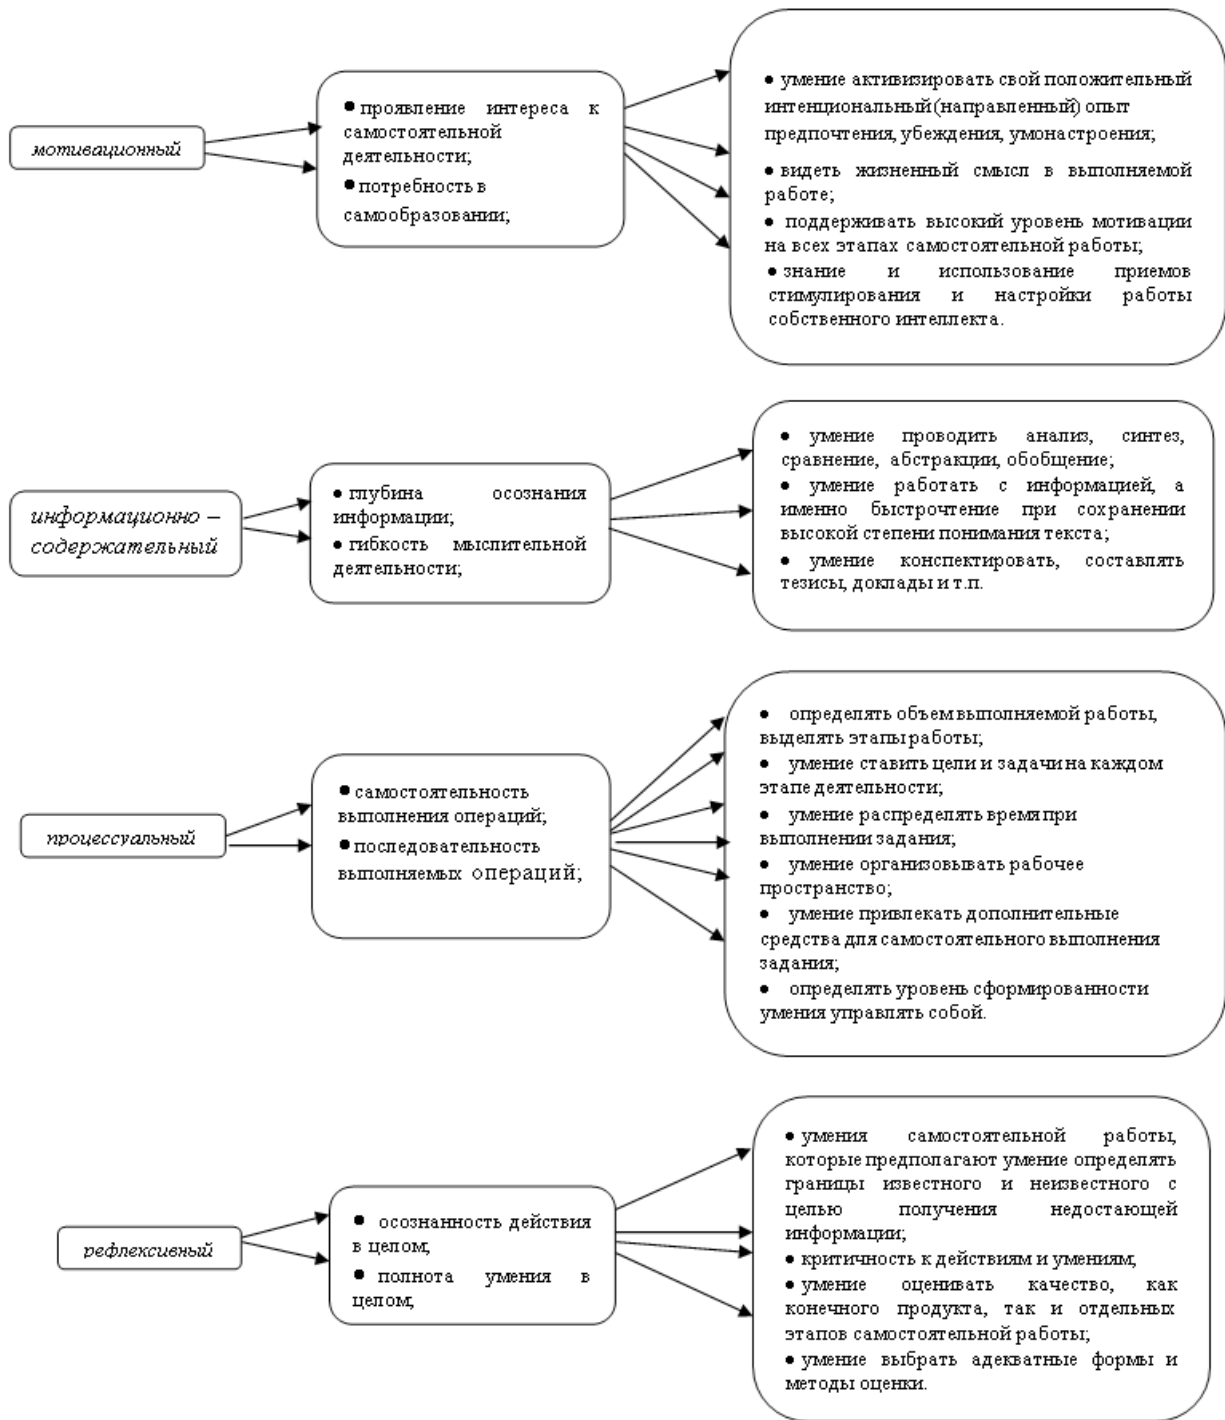 мотивационный
● проявление интереса к
самостоятельной
деятельности;
● потребность в
самообразовании;
● умение активизировать свой положительный
интенциональный (направленный) опыт
предпочтения, убеждения, умонастроения;
● видеть жизненный смысл в выполняемой
работе;
● поддерживать высокий уровень мотивации
на всех этапах самостоятельной работы;
● знание и использование приемов
стимулирования и настройки работы
собственного интеллекта.
информационно –
содержательный
● глубина осознания
информации;
● гибкость мыслительной
деятельности;
● умение проводить анализ, синтез,
сравнение, абстракции, обобщение;
● умение работать с информацией, а
именно быстрочтение при сохранении
высокой степени понимания текста;
● умение конспектировать, составлять
тезисы, доклады и т.п.
процессуальный
● самостоятельность
выполнения операций;
● последовательность
выполняемых операций;
● определять объем выполняемой работы,
выделять этапы работы;
● умение ставить цели и задачи на каждом
этапе деятельности;
● умение распределять время при
выполнении задания;
● умение организовывать рабочее
пространство;
● умение привлекать дополнительные
средства для самостоятельного выполнения
задания;
● определять уровень сформированности
умения управлять собой.
рефлексивный
● осознанность действия
в целом;
● полнота умения в
целом;
● умения самостоятельной работы,
которые предполагают умение определять
границы известного и неизвестного с
целью получения недостающей
информации;
● критичность к действиям и умениям;
● умение оценивать качество, как
конечного продукта, так и отдельных
этапов самостоятельной работы;
● умение выбрать адекватные формы и
методы оценки.